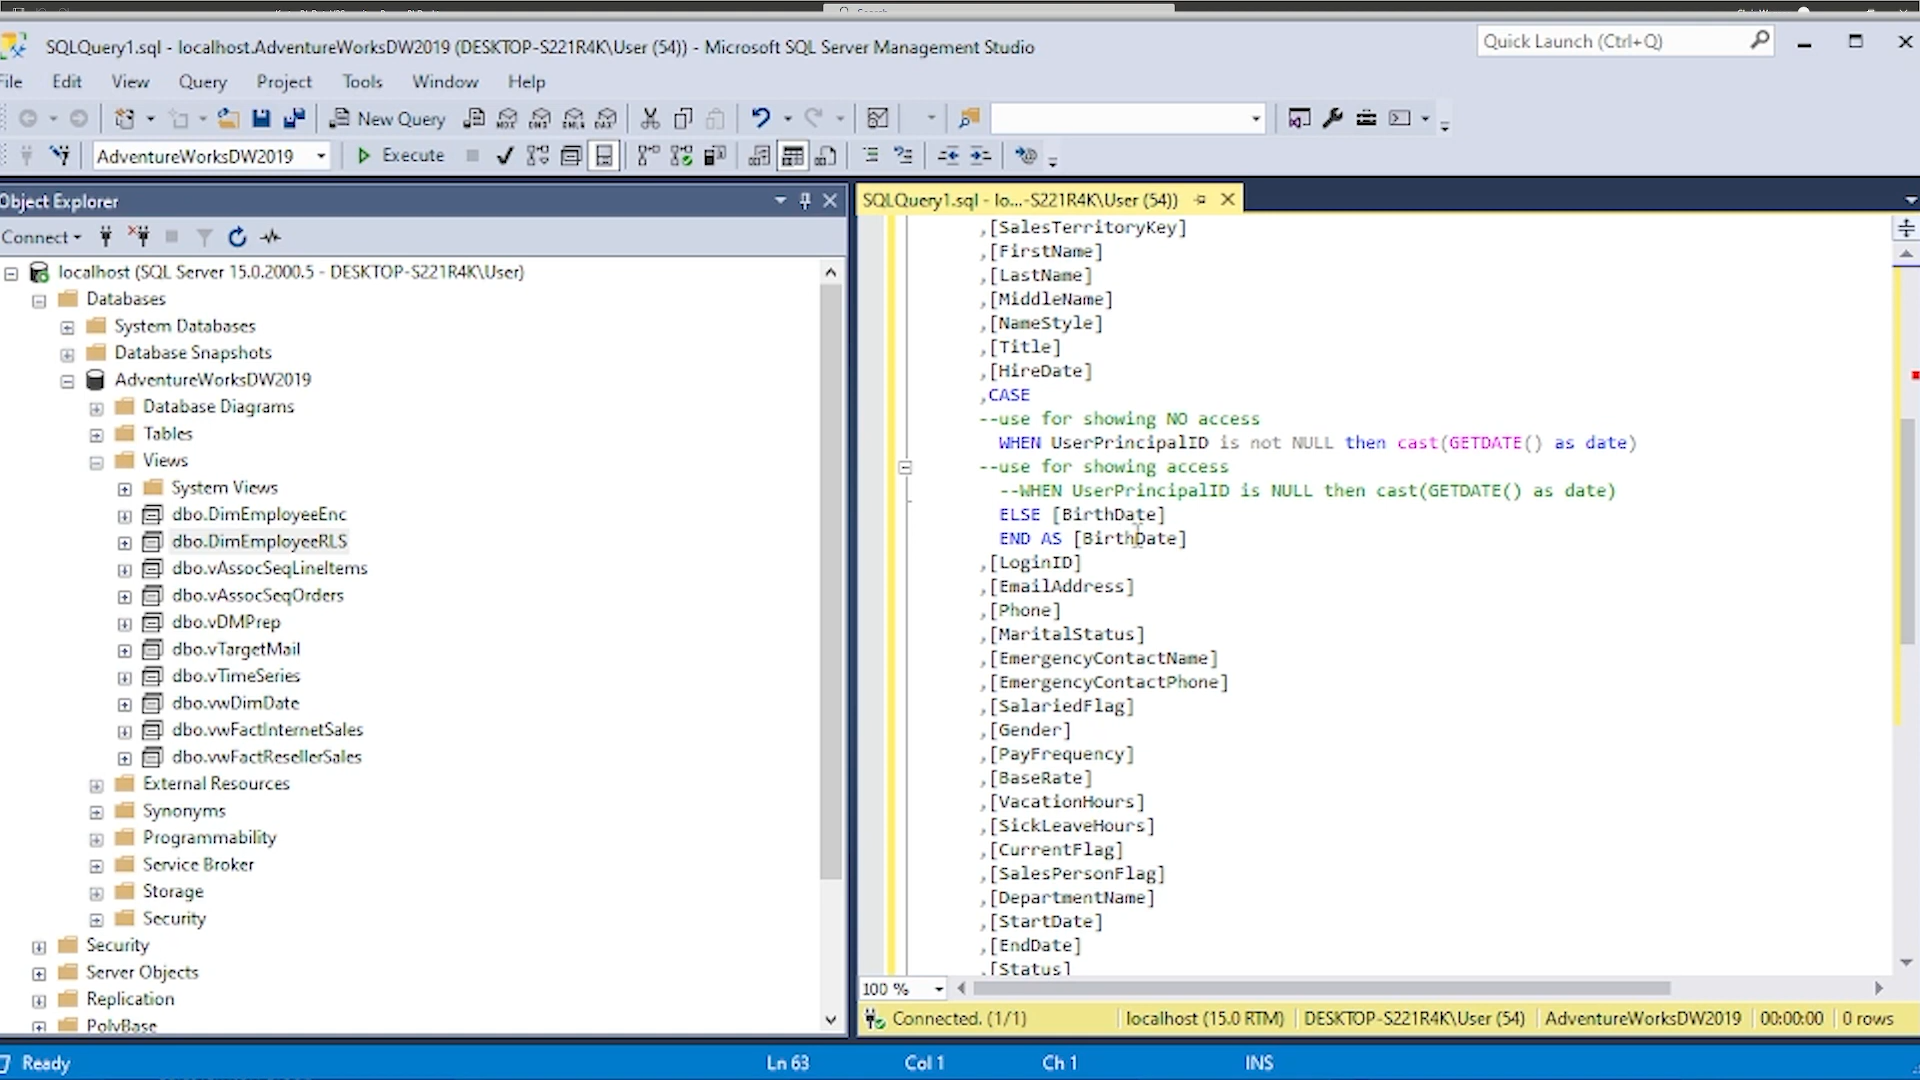 SQLQuery1.sql - localhost.AdventureWorksDW2019 (DESKTOP-S221R4K\User (54)) - Microsoft SQL Server Management Studio
Quick Launch (Ctrl+Q)
File Edit View Query Project Tools Window Help
New Query
AdventureWorksDW2019 Execute
Object Explorer
Connect
localhost (SQL Server 15.0.2000.5 - DESKTOP-S221R4K\User)
Databases
System Databases
Database Snapshots
AdventureWorksDW2019
Database Diagrams
Tables
Views
System Views
dbo.DimEmployeeEnc
dbo.DimEmployeeRLS
dbo.vAssocSeqLineItems
dbo.vAssocSeqOrders
dbo.vDMPrep
dbo.vTargetMail
dbo.vTimeSeries
dbo.vwDimDate
dbo.vwFactInternetSales
dbo.vwFactResellerSales
External Resources
Synonyms
Programmability
Service Broker
Storage
Security
Security
Server Objects
Replication
PolyBase
SQLQuery1.sql - lo...-S221R4K\User (54))
,[SalesTerritoryKey]
,[FirstName]
,[LastName]
,[MiddleName]
,[NameStyle]
,[Title]
,[HireDate]
,CASE
--use for showing NO access
WHEN UserPrincipalID is not NULL then cast(GETDATE() as date)
--use for showing access
--WHEN UserPrincipalID is NULL then cast(GETDATE() as date)
ELSE [BirthDate]
END AS [BirthDate]
,[LoginID]
,[EmailAddress]
,[Phone]
,[MaritalStatus]
,[EmergencyContactName]
,[EmergencyContactPhone]
,[SalariedFlag]
,[Gender]
,[PayFrequency]
,[BaseRate]
,[VacationHours]
,[SickLeaveHours]
,[CurrentFlag]
,[SalesPersonFlag]
,[DepartmentName]
,[StartDate]
,[EndDate]
,[Status]
100 %
Connected. (1/1) localhost (15.0 RTM) DESKTOP-S221R4K\User (54) AdventureWorksDW2019 00:00:00 0 rows
Ready Ln 63 Col 1 Ch 1 INS